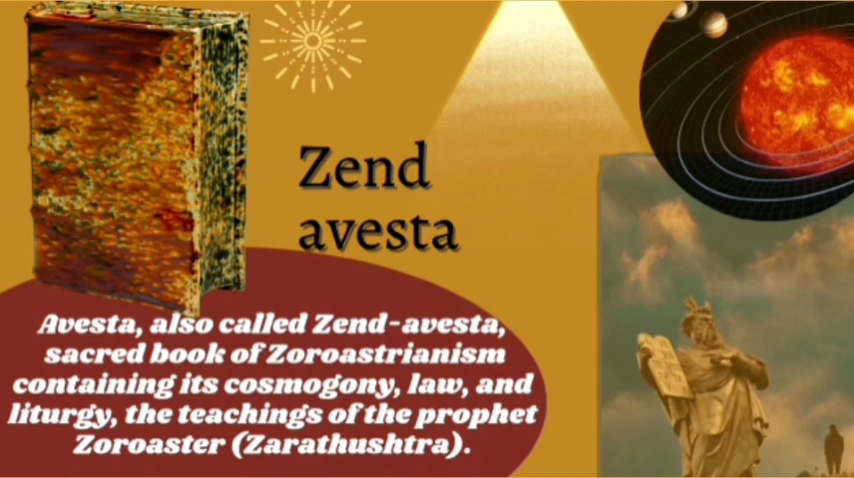 Zend
avesta
Avesta, also called Zend-avesta,
sacred book of Zoroastrianism
containing its cosmogony, law, and
liturgy, the teachings of the prophet
Zoroaster (Zarathushtra).